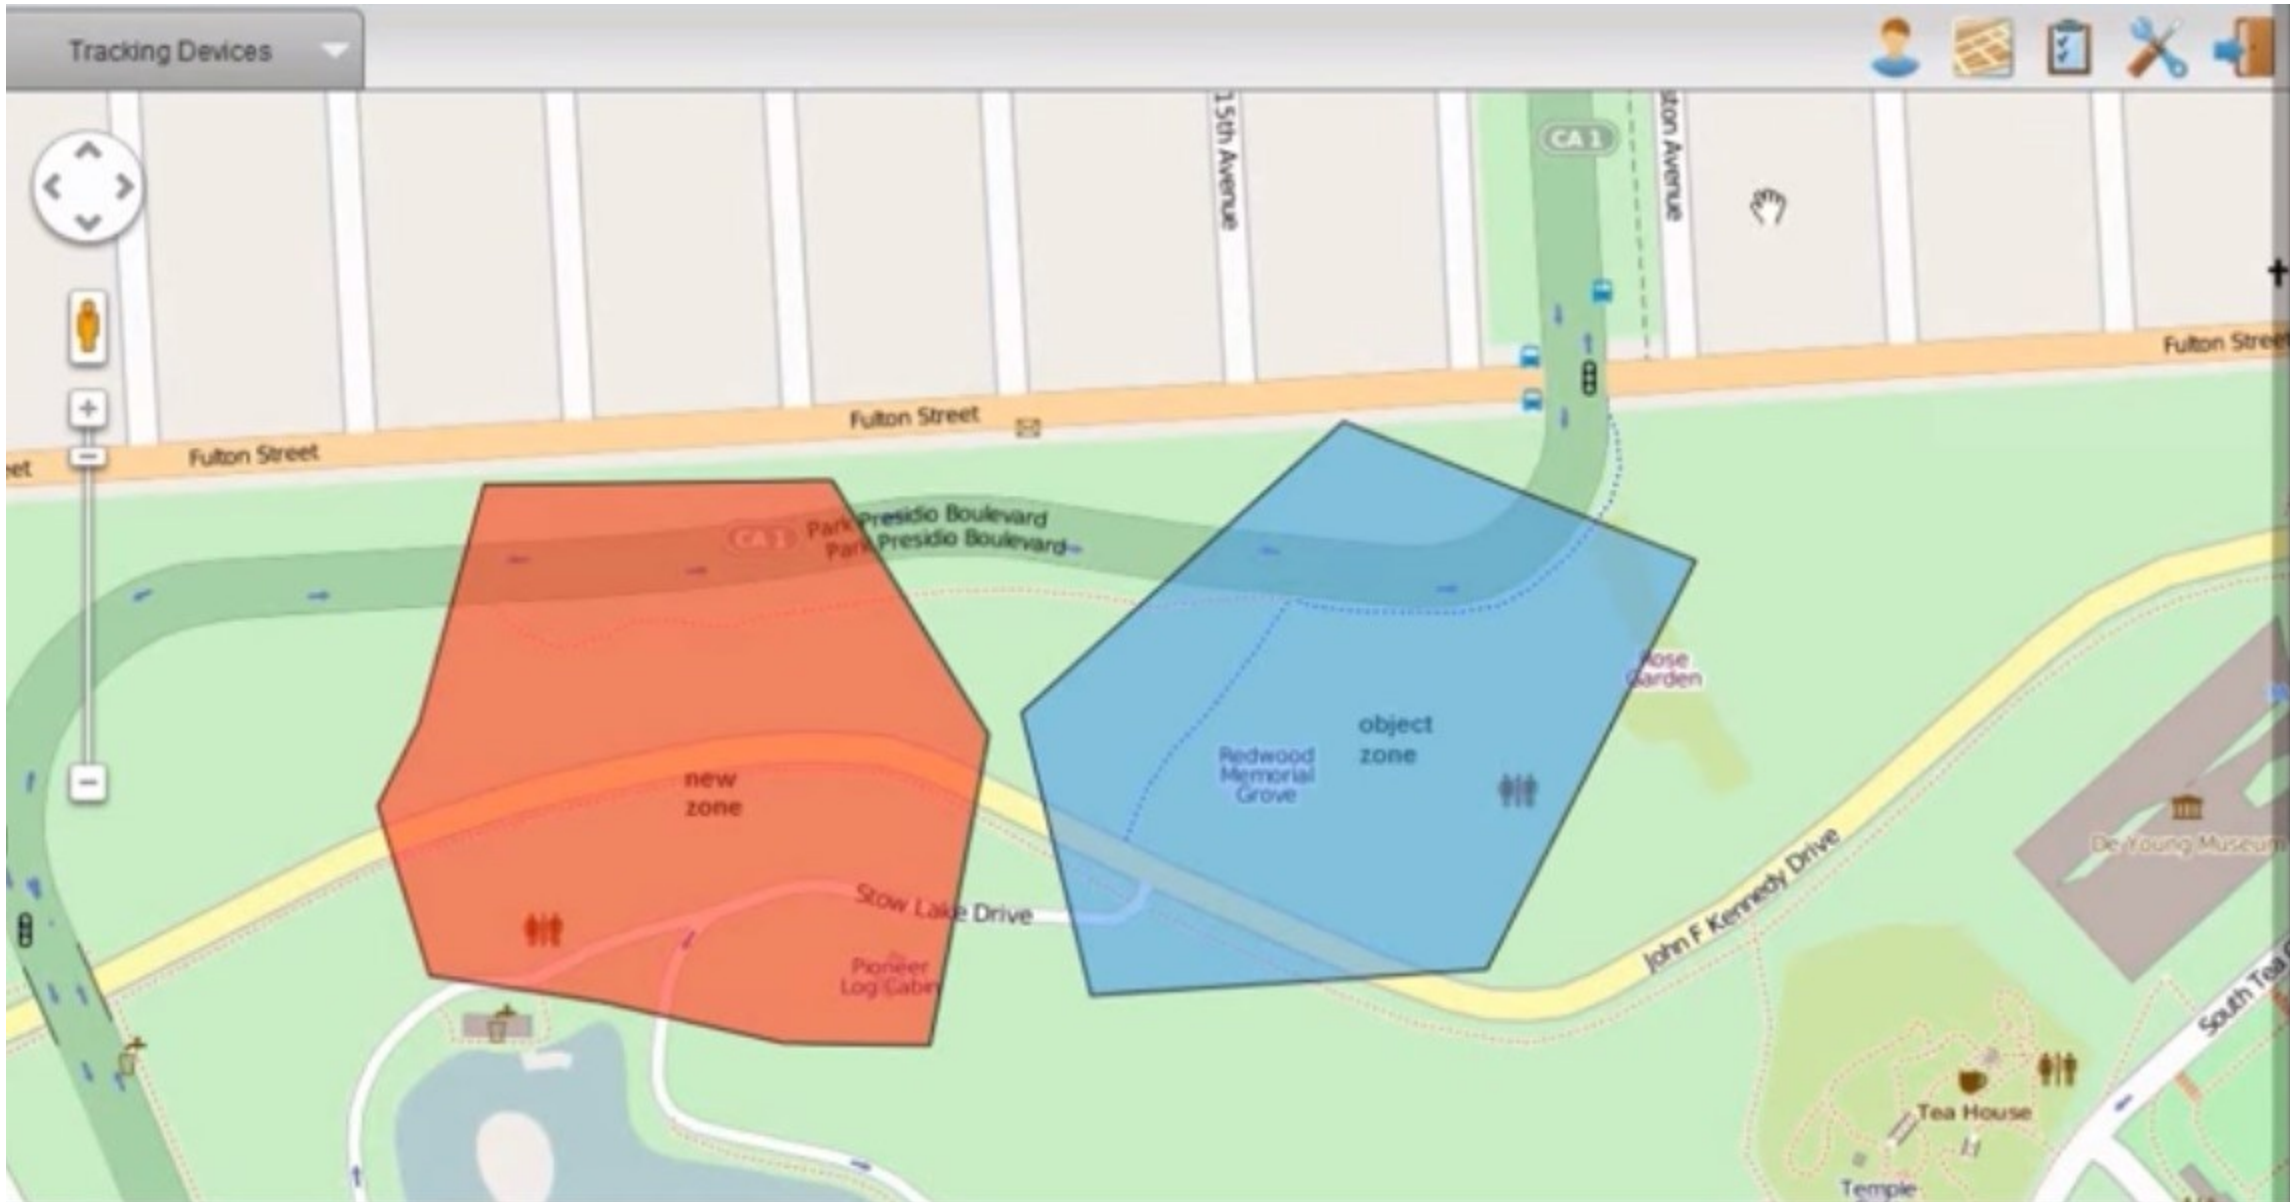 Tracking Devices
15th Avenue
CA 1
ton Avenue
Fulton Street
Fulton Street
Fulton Street
et
CA 1
Park Presidio Boulevard
Park Presidio Boulevard
Rose
Garden
object
zone
Redwood
Memorial
Grove
new
zone
De Young Museum
John F Kennedy Drive
Stow Lake Drive
Pioneer
Log Cabin
South Tea
Tea House
Temple